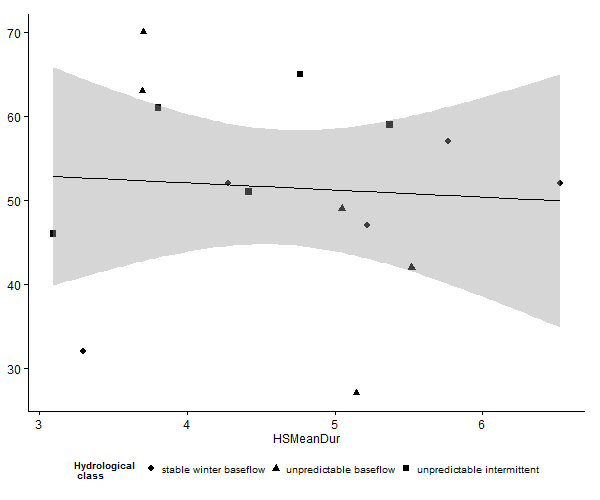 70
60
50
40
30
3 4 5 6
HSMeanDur
Hydrological
class
stable winter baseflow unpredictable baseflow unpredictable intermittent